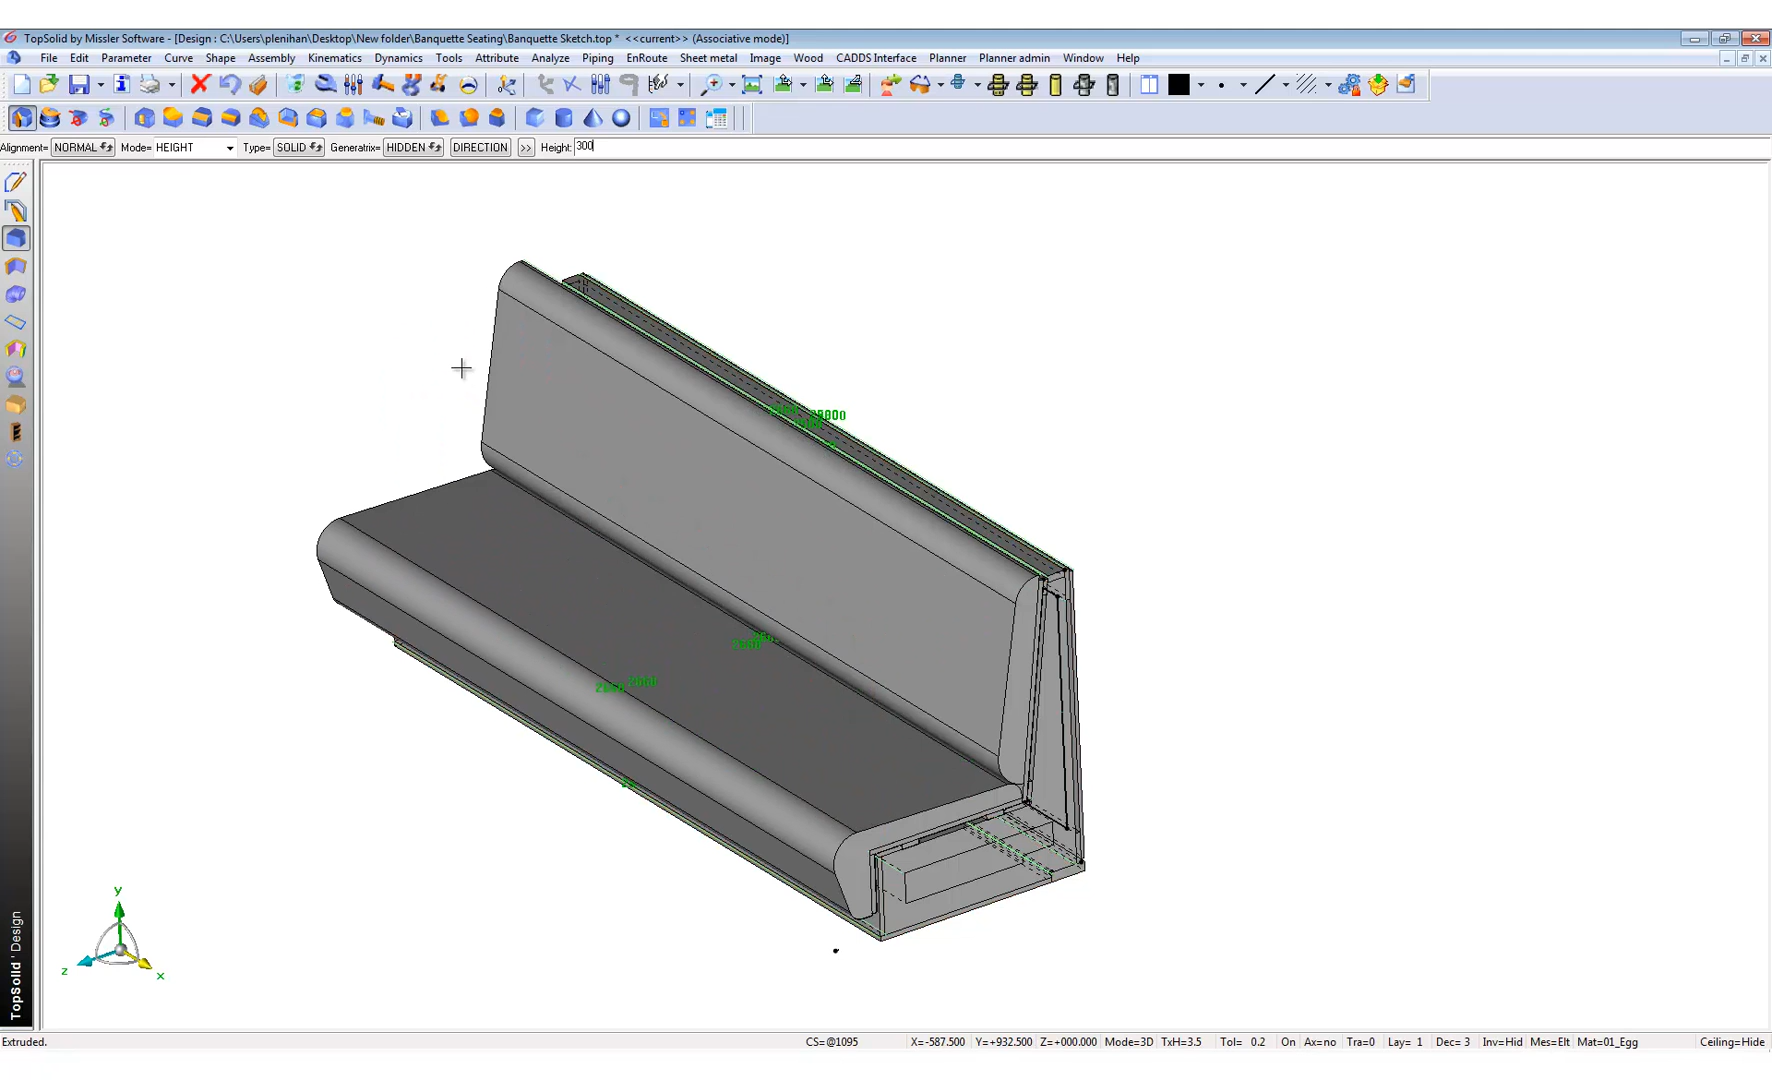 TopSolid by Missler Software - [Design : C:\Users\plenihan\Desktop\New folder\Banquette Seating\Banquette Sketch.top * <<current>> (Associative mode)]
File Edit Parameter Curve Shape Assembly Kinematics Dynamics Tools Attribute Analyze Piping EnRoute Sheet metal Image Wood CADDS Interface Planner Planner admin Window Help
Alignment= NORMAL Mode= HEIGHT Type= SOLID Generatrix= HIDDEN DIRECTION >> Height: 300
2500
2500
y
z
x
TopSolid ' Design
Extruded. CS=@1095 X=-587.500 Y=+932.500 Z=+000.000 Mode=3D TxH=3.5 Tol= 0.2 On Ax=no Tra=0 Lay= 1 Dec= 3 Inv=Hid Mes=Elt Mat=01_Egg Ceiling=Hide